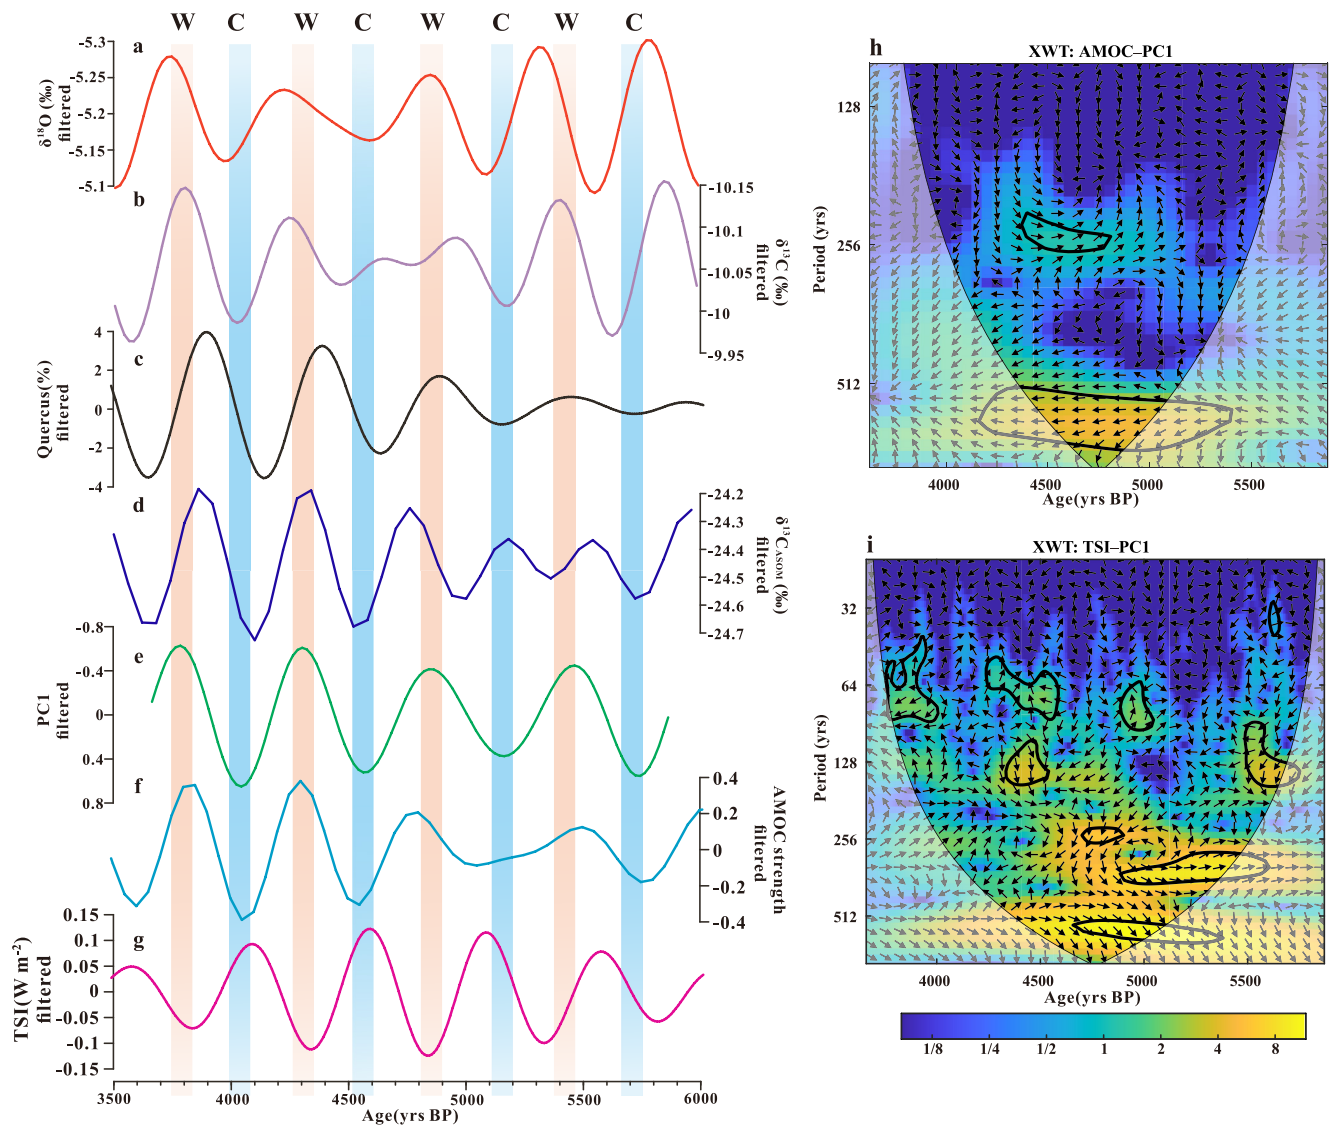 W C W C W C W C
a
-5.3
-5.25
-5.2
-5.15
-5.1
δ¹⁸O (‰)
filtered
b
-10.15
-10.1
-10.05
-10
-9.95
δ¹³C (‰)
filtered
c
4
2
0
-2
-4
Quercus(%)
filtered
d
-24.2
-24.3
-24.4
-24.5
-24.6
-24.7
δ¹³C_ASOM (‰)
filtered
e
-0.8
-0.4
0
0.4
0.8
PC1
filtered
f
0.4
0.2
0
-0.2
-0.4
AMOC strength
filtered
g
0.15
0.1
0.05
0
-0.05
-0.1
-0.15
TSI(W m⁻²)
filtered
3500 4000 4500 5000 5500 6000
Age(yrs BP)
h
XWT: AMOC–PC1
128
256
512
Period (yrs)
4000 4500 5000 5500
Age(yrs BP)
i
XWT: TSI–PC1
32
64
128
256
512
Period (yrs)
4000 4500 5000 5500
Age(yrs BP)
1/8 1/4 1/2 1 2 4 8